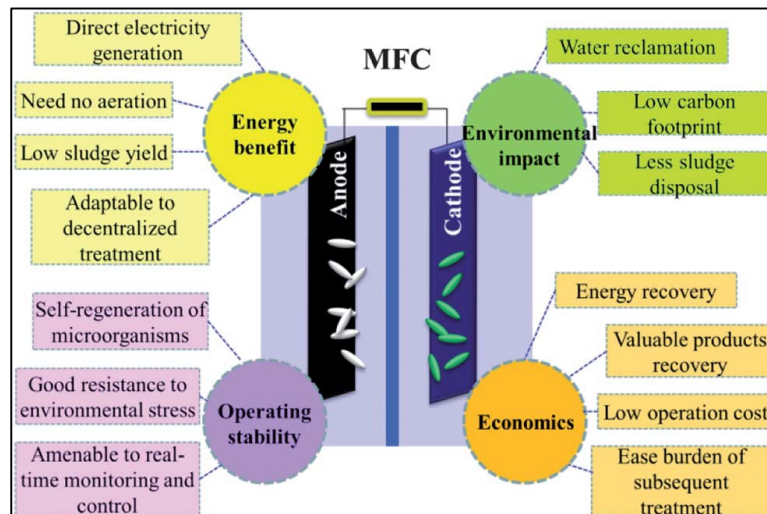 Direct electricity
generation
Need no aeration
Low sludge yield
Adaptable to
decentralized
treatment
Energy
benefit
MFC
Anode
Cathode
Environmental
impact
Water reclamation
Low carbon
footprint
Less sludge
disposal
Self-regeneration of
microorganisms
Good resistance to
environmental stress
Amenable to real-
time monitoring and
control
Operating
stability
Economics
Energy recovery
Valuable products
recovery
Low operation cost
Ease burden of
subsequent
treatment